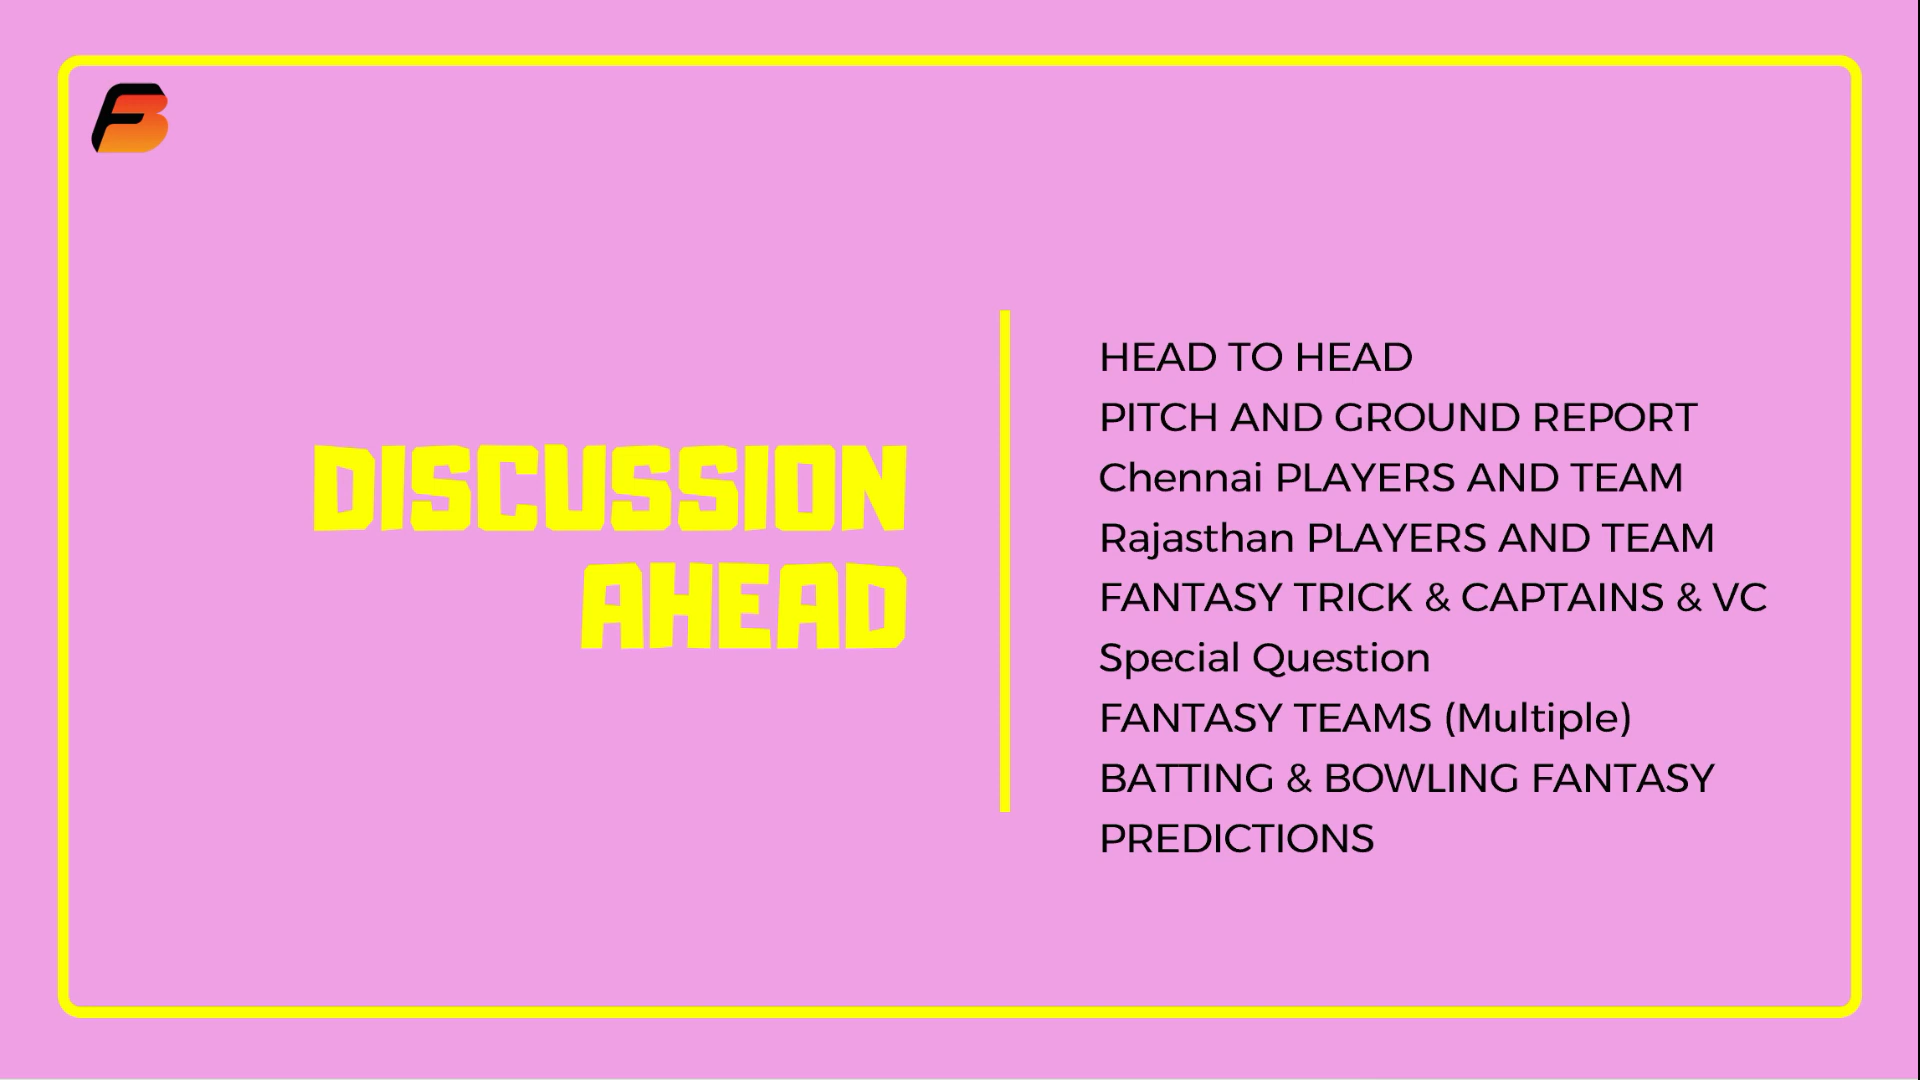 FB
DISCUSSION
AHEAD
HEAD TO HEAD
PITCH AND GROUND REPORT
Chennai PLAYERS AND TEAM
Rajasthan PLAYERS AND TEAM
FANTASY TRICK & CAPTAINS & VC
Special Question
FANTASY TEAMS (Multiple)
BATTING & BOWLING FANTASY
PREDICTIONS